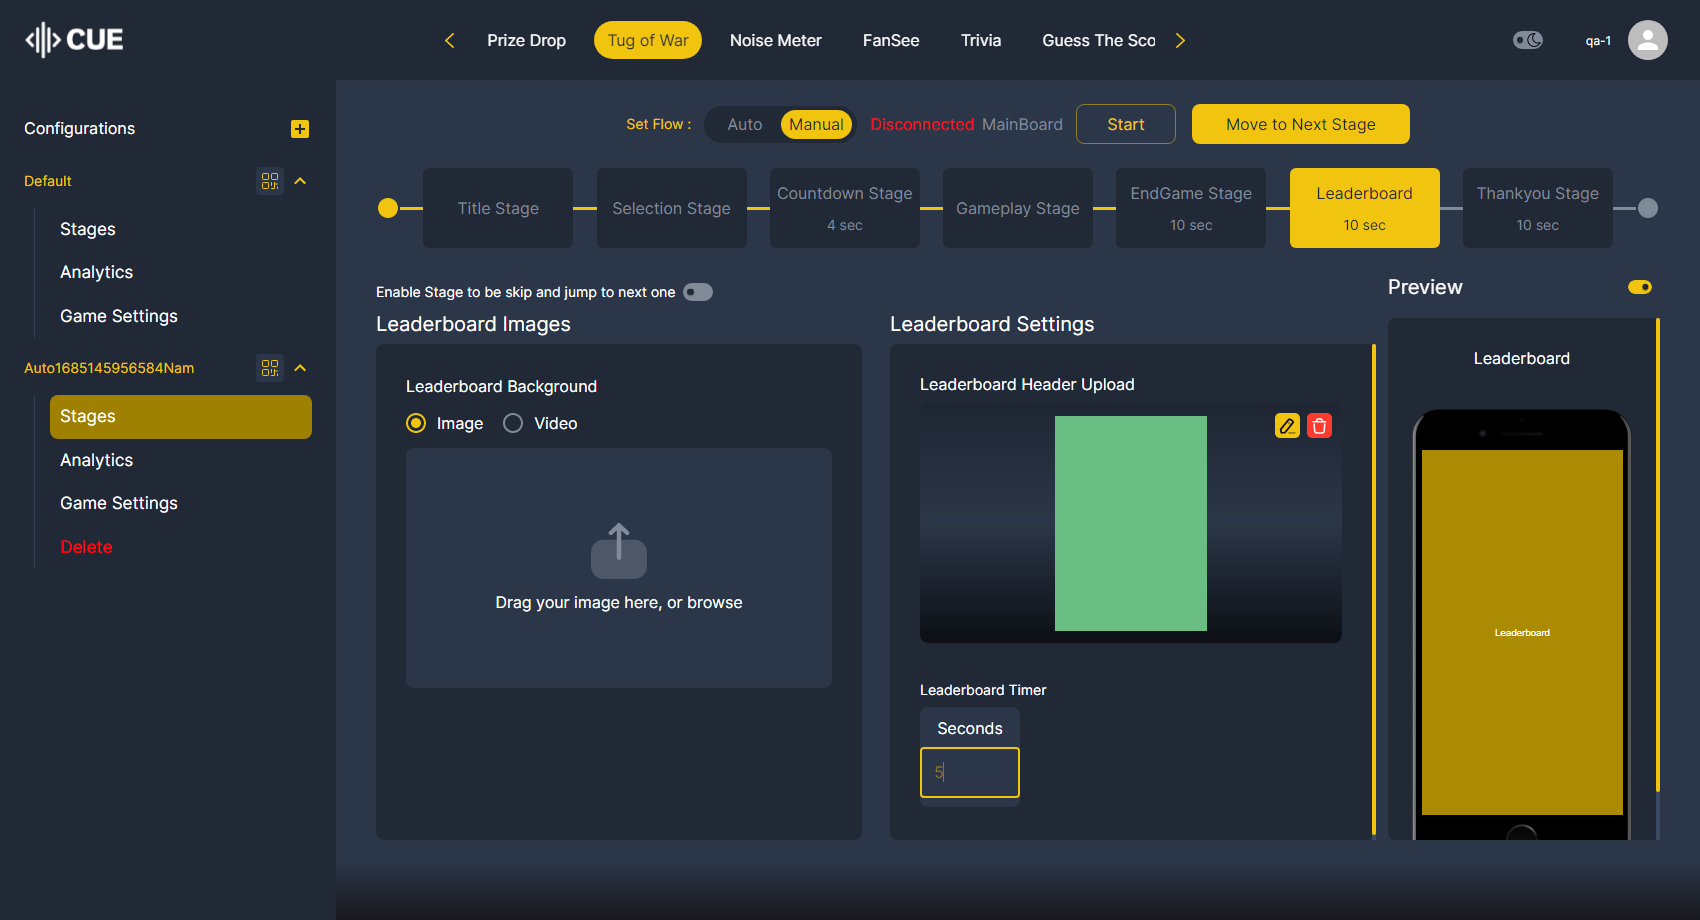 CUE
Prize Drop
Tug of War
Noise Meter
FanSee
Trivia
Guess The Sco
qa-1
Configurations
Default
Stages
Analytics
Game Settings
Auto1685145956584Nam
Stages
Analytics
Game Settings
Delete
Set Flow :
Auto
Manual
Disconnected MainBoard
Start
Move to Next Stage
Title Stage
Selection Stage
Countdown Stage
4 sec
Gameplay Stage
EndGame Stage
10 sec
Leaderboard
10 sec
Thankyou Stage
10 sec
Enable Stage to be skip and jump to next one
Leaderboard Images
Leaderboard Background
Image
Video
Drag your image here, or browse
Leaderboard Settings
Leaderboard Header Upload
Leaderboard Timer
Seconds
5
Preview
Leaderboard
Leaderboard